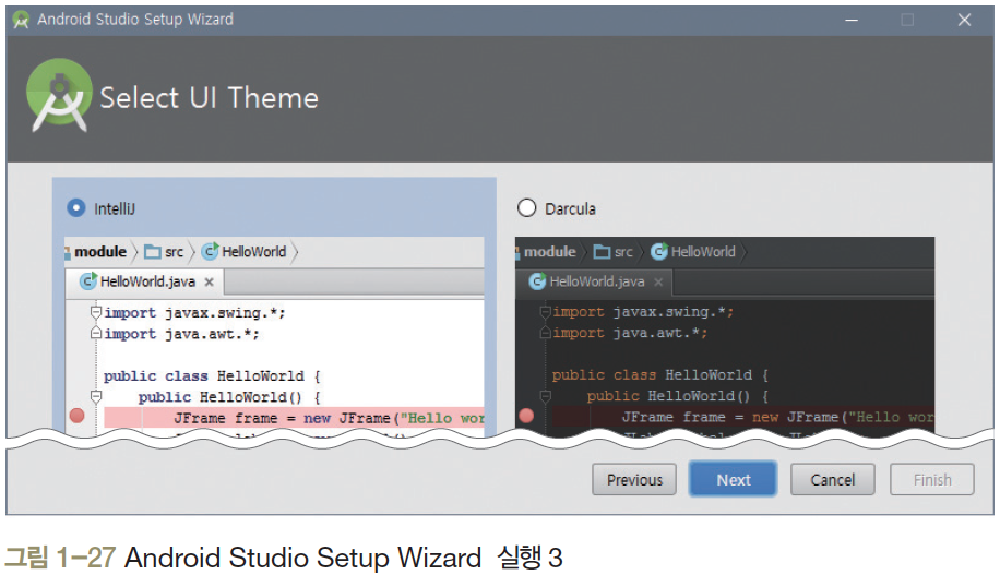 Android Studio Setup Wizard
Select UI Theme
IntelliJ
module src HelloWorld
HelloWorld.java ×
import javax.swing.*;
import java.awt.*;
public class HelloWorld {
public HelloWorld() {
JFrame frame = new JFrame("Hello wor
Darcula
module src HelloWorld
HelloWorld.java ×
import javax.swing.*;
import java.awt.*;
public class HelloWorld {
public HelloWorld() {
JFrame frame = new JFrame("Hello wor
Previous Next Cancel Finish
그림 1-27 Android Studio Setup Wizard 실행 3